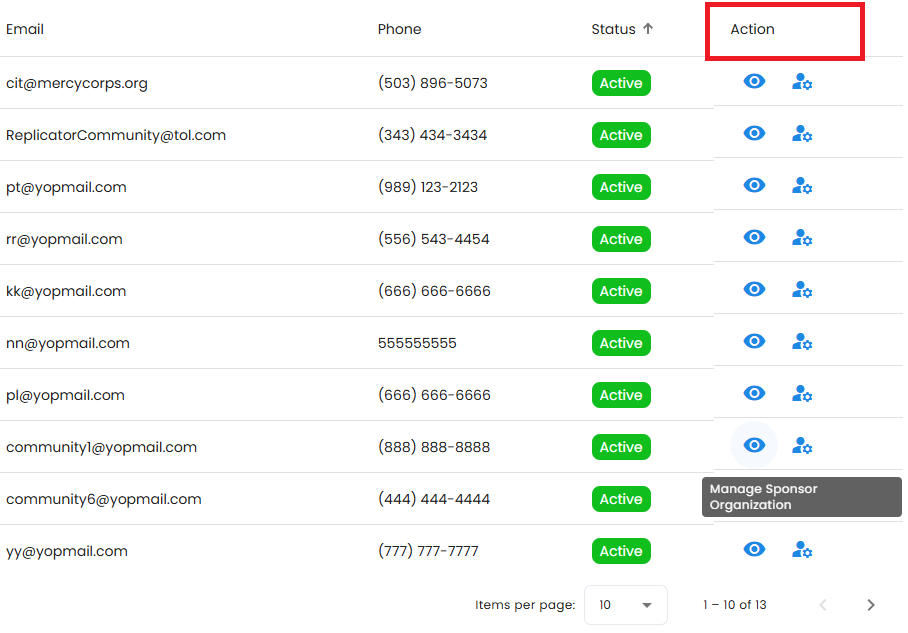 Email Phone Status Action
cit@mercycorps.org (503) 896-5073 Active
ReplicatorCommunity@tol.com (343) 434-3434 Active
pt@yopmail.com (989) 123-2123 Active
rr@yopmail.com (556) 543-4454 Active
kk@yopmail.com (666) 666-6666 Active
nn@yopmail.com 555555555 Active
pl@yopmail.com (666) 666-6666 Active
community1@yopmail.com (888) 888-8888 Active
community6@yopmail.com (444) 444-4444 Active
Manage Sponsor
Organization
yy@yopmail.com (777) 777-7777 Active
Items per page: 10 1 – 10 of 13